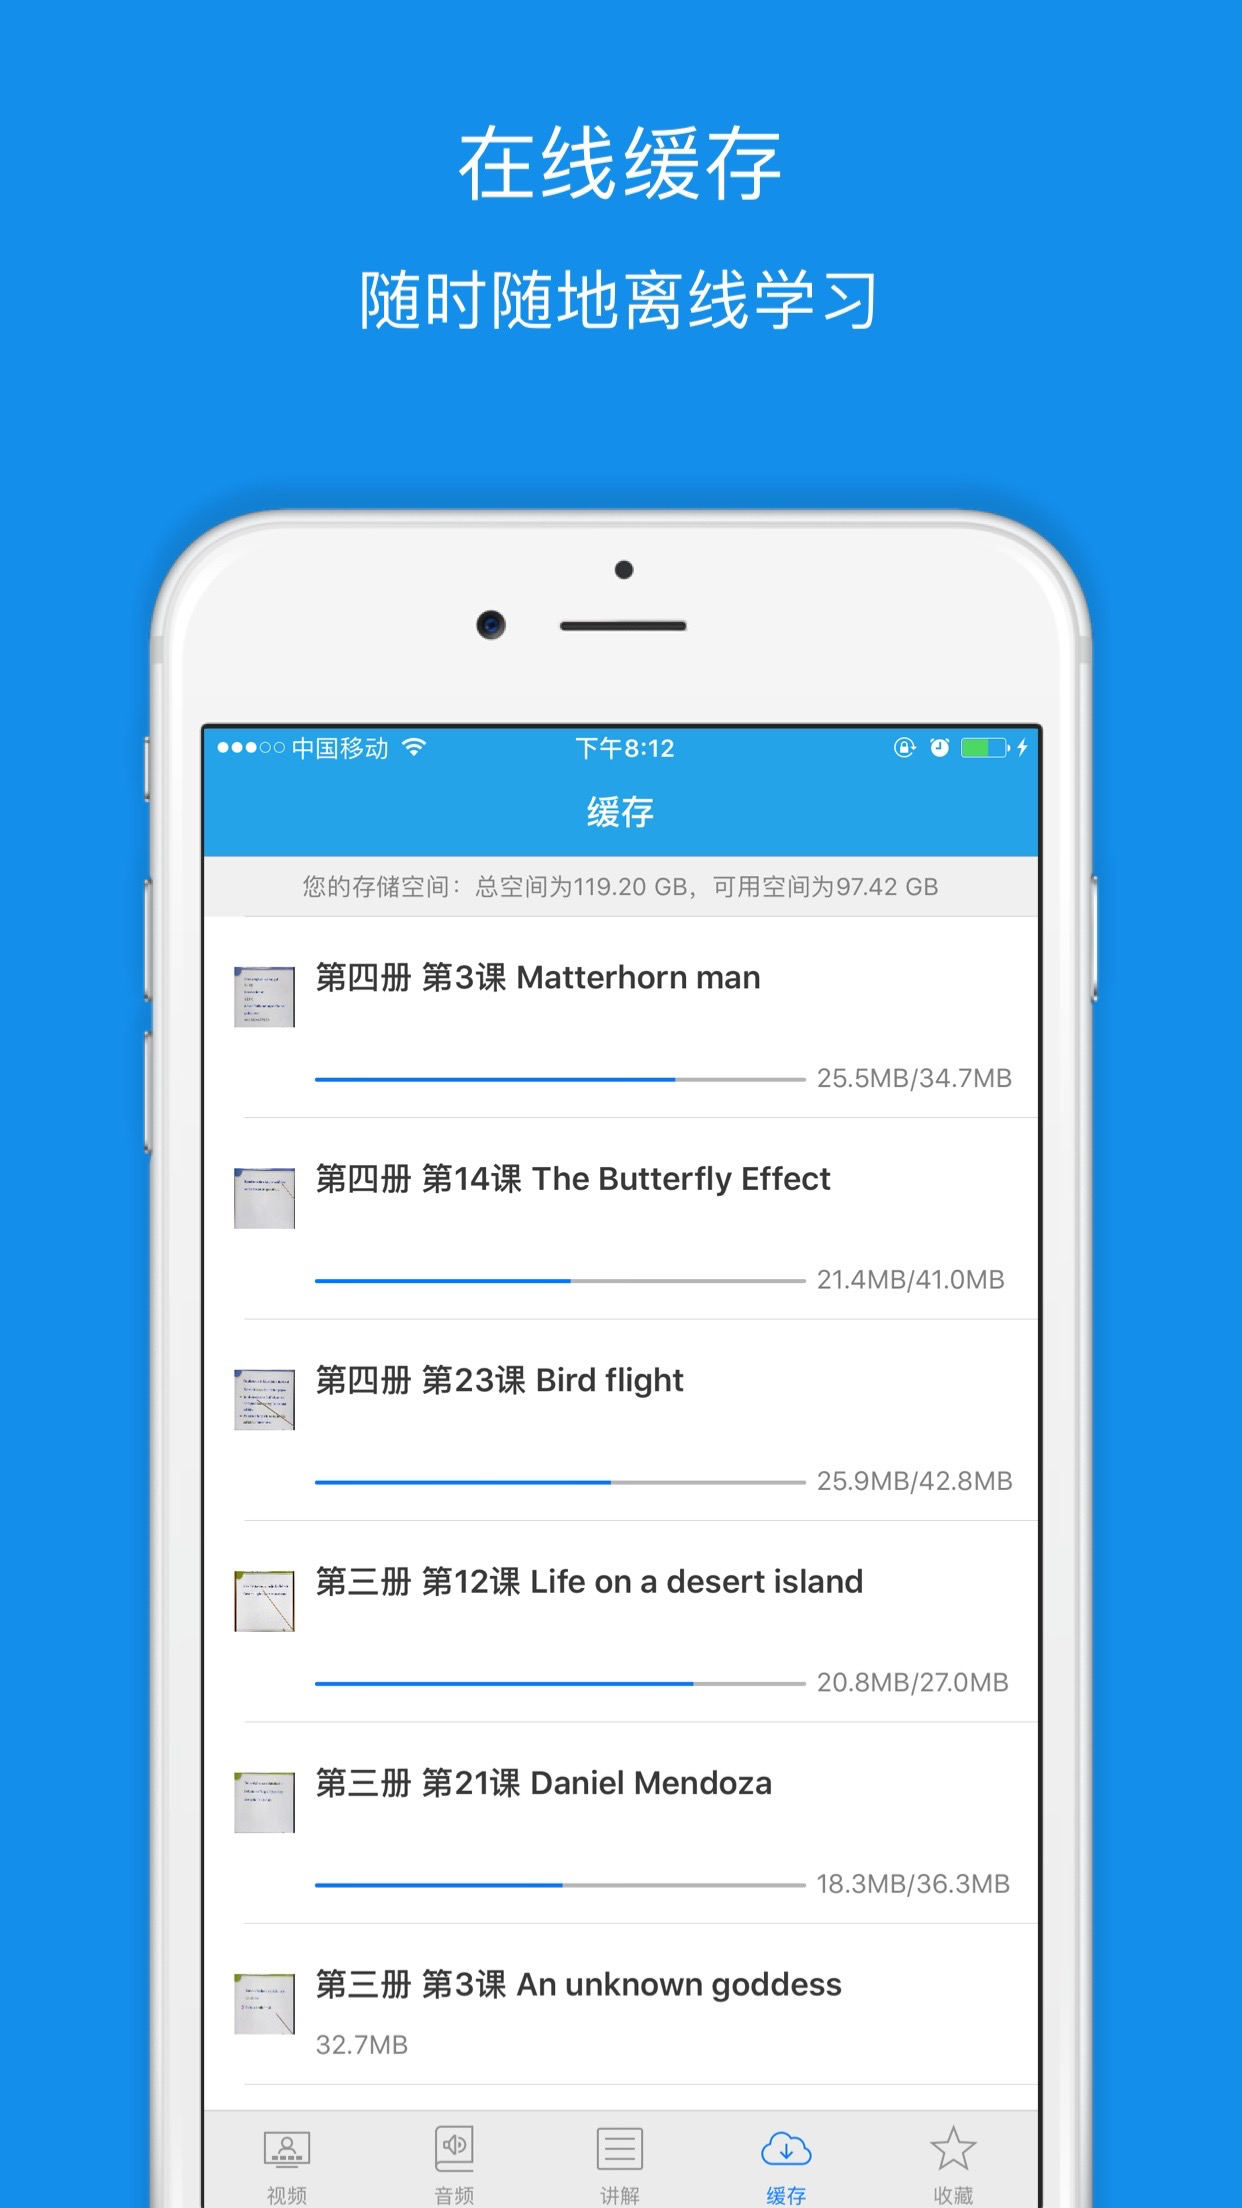 在线缓存
随时随地离线学习
中国移动 下午8:12
缓存
您的存储空间：总空间为119.20 GB，可用空间为97.42 GB
第四册 第3课 Matterhorn man
25.5MB/34.7MB
第四册 第14课 The Butterfly Effect
21.4MB/41.0MB
第四册 第23课 Bird flight
25.9MB/42.8MB
第三册 第12课 Life on a desert island
20.8MB/27.0MB
第三册 第21课 Daniel Mendoza
18.3MB/36.3MB
第三册 第3课 An unknown goddess
32.7MB
视频 音频 讲解 缓存 收藏